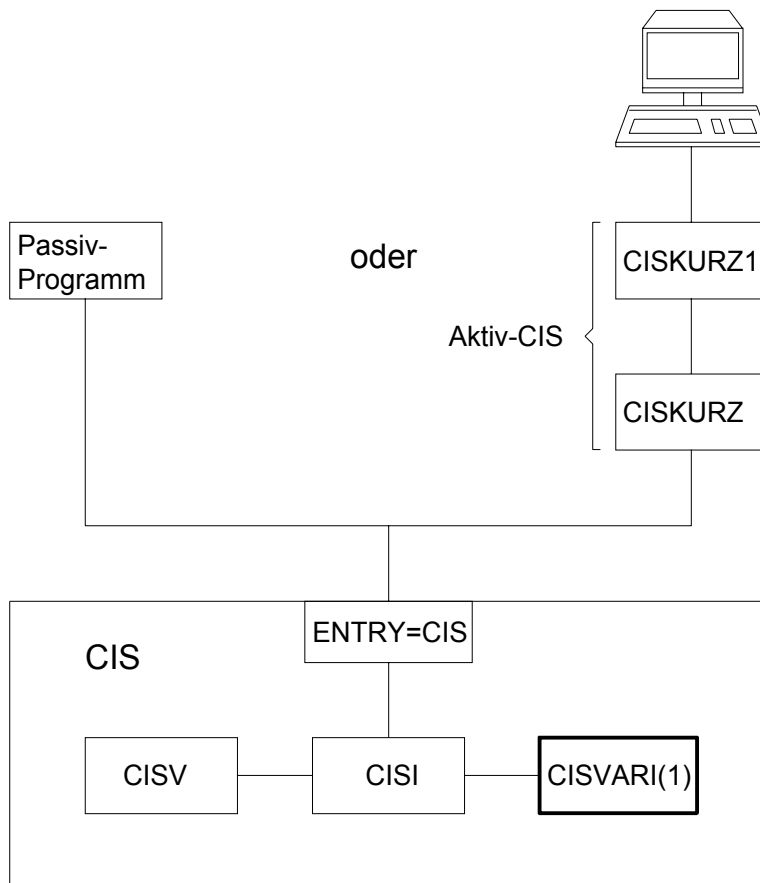 Passiv-
Programm
oder
CISKURZ1
Aktiv-CIS
CISKURZ
ENTRY=CIS
CIS
CISV
CISI
CISVARI(1)